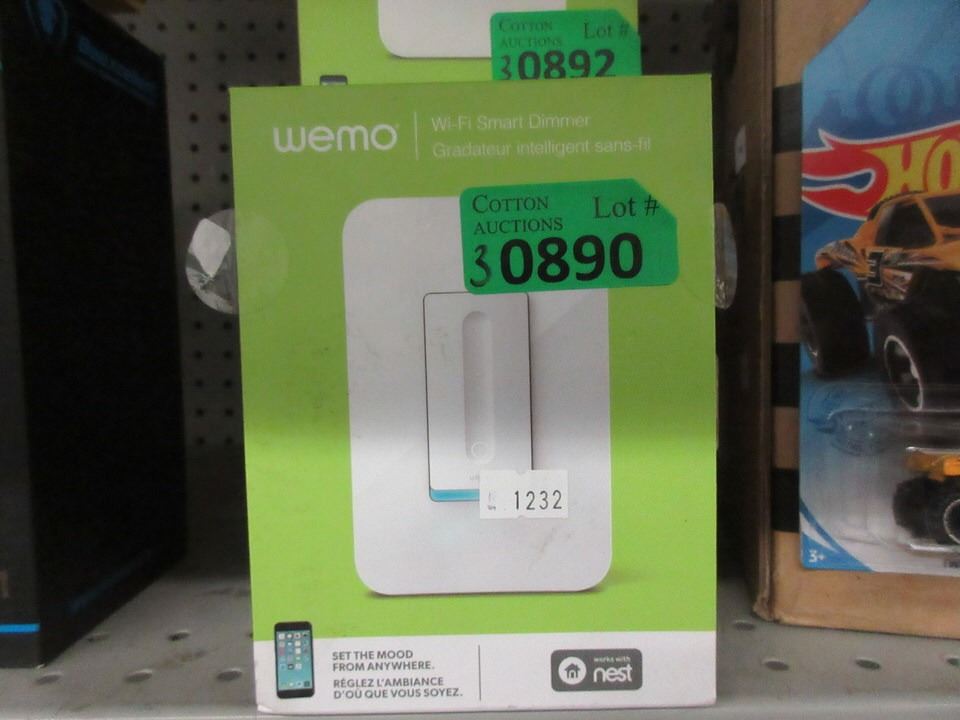 COTTON
AUCTIONS
Lot #
30892
wemo
Wi-Fi Smart Dimmer
Gradateur intelligent sans-fil
COTTON
AUCTIONS
Lot #
30890
1232
SET THE MOOD
FROM ANYWHERE.
RÉGLEZ L'AMBIANCE
D'OÙ QUE VOUS SOYEZ.
works with
nest
HO
3+